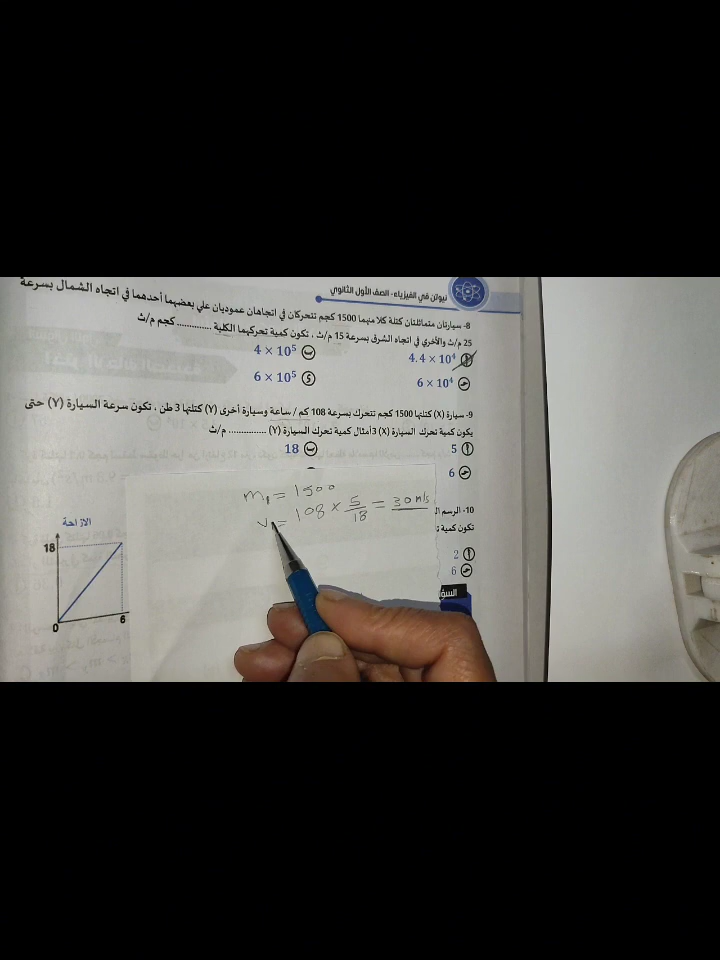 نيوتن في الفيزياء - الصف الأول الثانوي
8- سيارتان متماثلتان كتلة كلا منهما 1500 كجم تتحركان في اتجاهان عموديان علي بعضهما أحدهما في اتجاه الشمال بسرعة
25 م/ث والأخري في اتجاه الشرق بسرعة 15 م/ث ، تكون كمية تحركهما الكلية ............. كجم م/ث
أ 4.4 × 10⁴ ب 4 × 10⁵
ج 6 × 10⁴ د 6 × 10⁵
9- سيارة (X) كتلتها 1500 كجم تتحرك بسرعة 108 كم / ساعة وسيارة أخرى (Y) كتلتها 3 طن ، تكون سرعة السيارة (Y) حتى
يكون كمية تحرك السيارة (X) 3 أمثال كمية تحرك السيارة (Y) .............. م/ث
أ 5 ب 18
ج 6
m₁ = 1500
v = 108 × 5/18 = 30 m/s
10- الرسم
تكون كمية
أ 2
ج 6
الازاحة
18
0 6